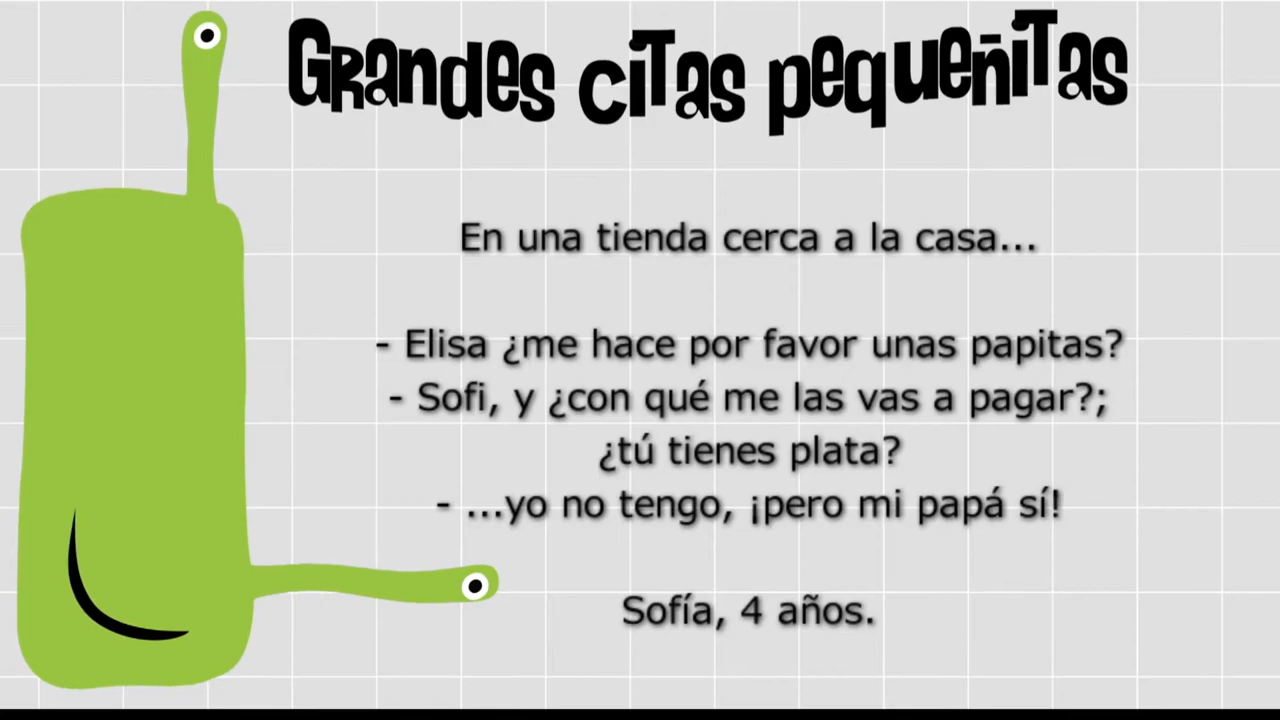 Grandes citas pequeñitas
En una tienda cerca a la casa...
- Elisa ¿me hace por favor unas papitas?
- Sofi, y ¿con qué me las vas a pagar?;
¿tú tienes plata?
- ...yo no tengo, ¡pero mi papá sí!
Sofía, 4 años.